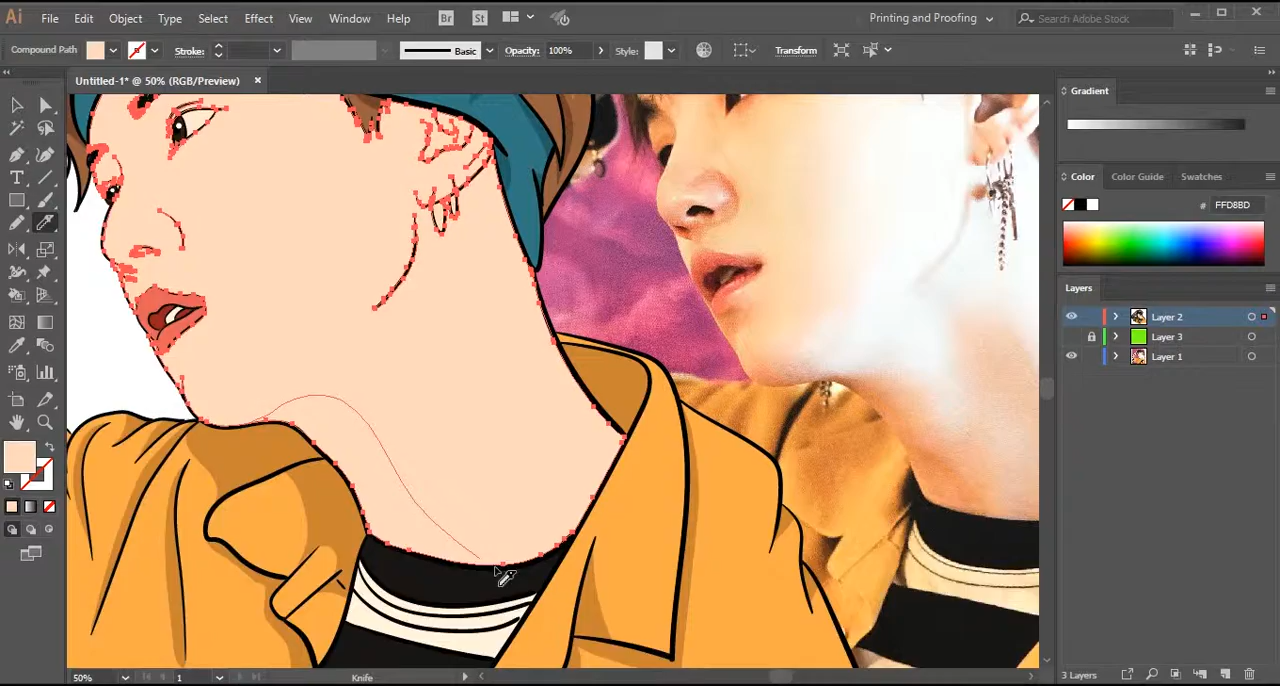 Ai File Edit Object Type Select Effect View Window Help Br St Printing and Proofing Search Adobe Stock
Compound Path Stroke: Basic Opacity: 100% Style: Transform
Untitled-1* @ 50% (RGB/Preview)
Gradient
Color Color Guide Swatches
# FFD8BD
Layers
Layer 2
Layer 3
Layer 1
3 Layers
50% 1 Knife